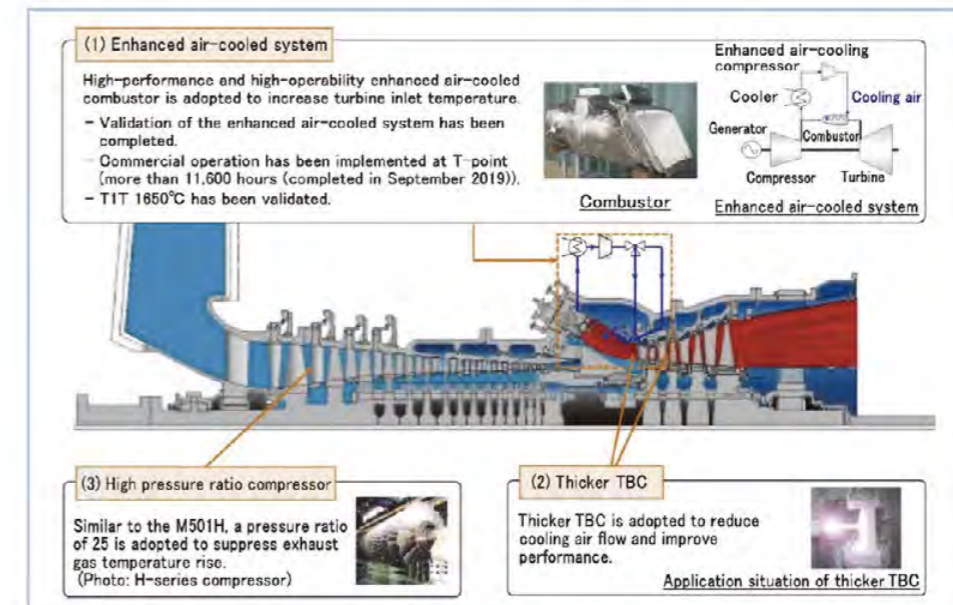 (1) Enhanced air-cooled system
High-performance and high-operability enhanced air-cooled
combustor is adopted to increase turbine inlet temperature.
- Validation of the enhanced air-cooled system has been
completed.
- Commercial operation has been implemented at T-point
(more than 11,600 hours (completed in September 2019)).
- T1T 1650℃ has been validated.
Combustor
Enhanced air-cooling
compressor
Cooler
Cooling air
Generator
Combustor
Compressor
Turbine
Enhanced air-cooled system
(3) High pressure ratio compressor
Similar to the M501H, a pressure ratio
of 25 is adopted to suppress exhaust
gas temperature rise.
(Photo: H-series compressor)
(2) Thicker TBC
Thicker TBC is adopted to reduce
cooling air flow and improve
performance.
Application situation of thicker TBC